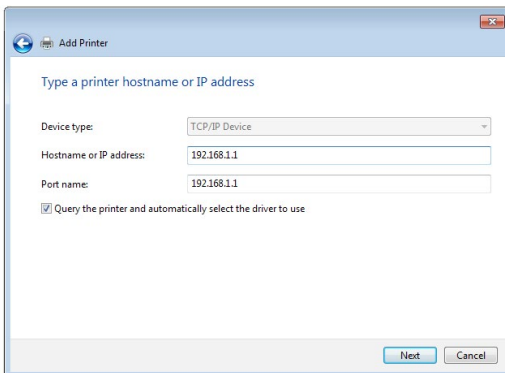 Add Printer
Type a printer hostname or IP address
Device type: TCP/IP Device
Hostname or IP address: 192.168.1.1
Port name: 192.168.1.1
Query the printer and automatically select the driver to use
Next Cancel